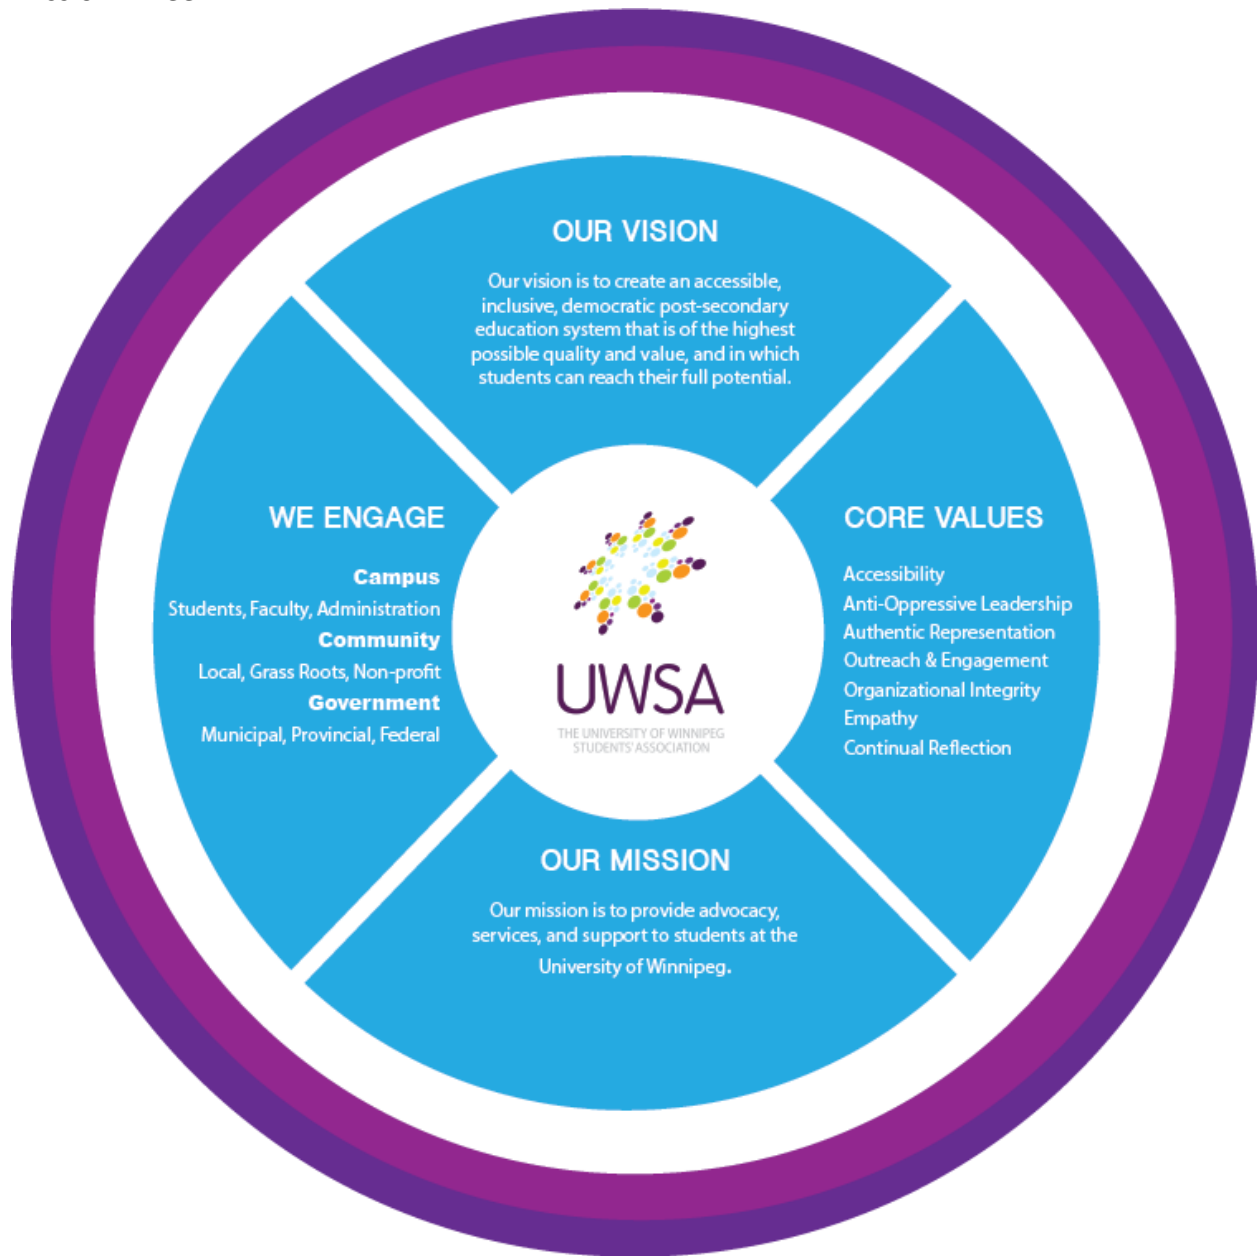 OUR VISION
Our vision is to create an accessible,
inclusive, democratic post-secondary
education system that is of the highest
possible quality and value, and in which
students can reach their full potential.
WE ENGAGE
Campus
Students, Faculty, Administration
Community
Local, Grass Roots, Non-profit
Government
Municipal, Provincial, Federal
UWSA
THE UNIVERSITY OF WINNIPEG
STUDENTS' ASSOCIATION
CORE VALUES
Accessibility
Anti-Oppressive Leadership
Authentic Representation
Outreach & Engagement
Organizational Integrity
Empathy
Continual Reflection
OUR MISSION
Our mission is to provide advocacy,
services, and support to students at the
University of Winnipeg.